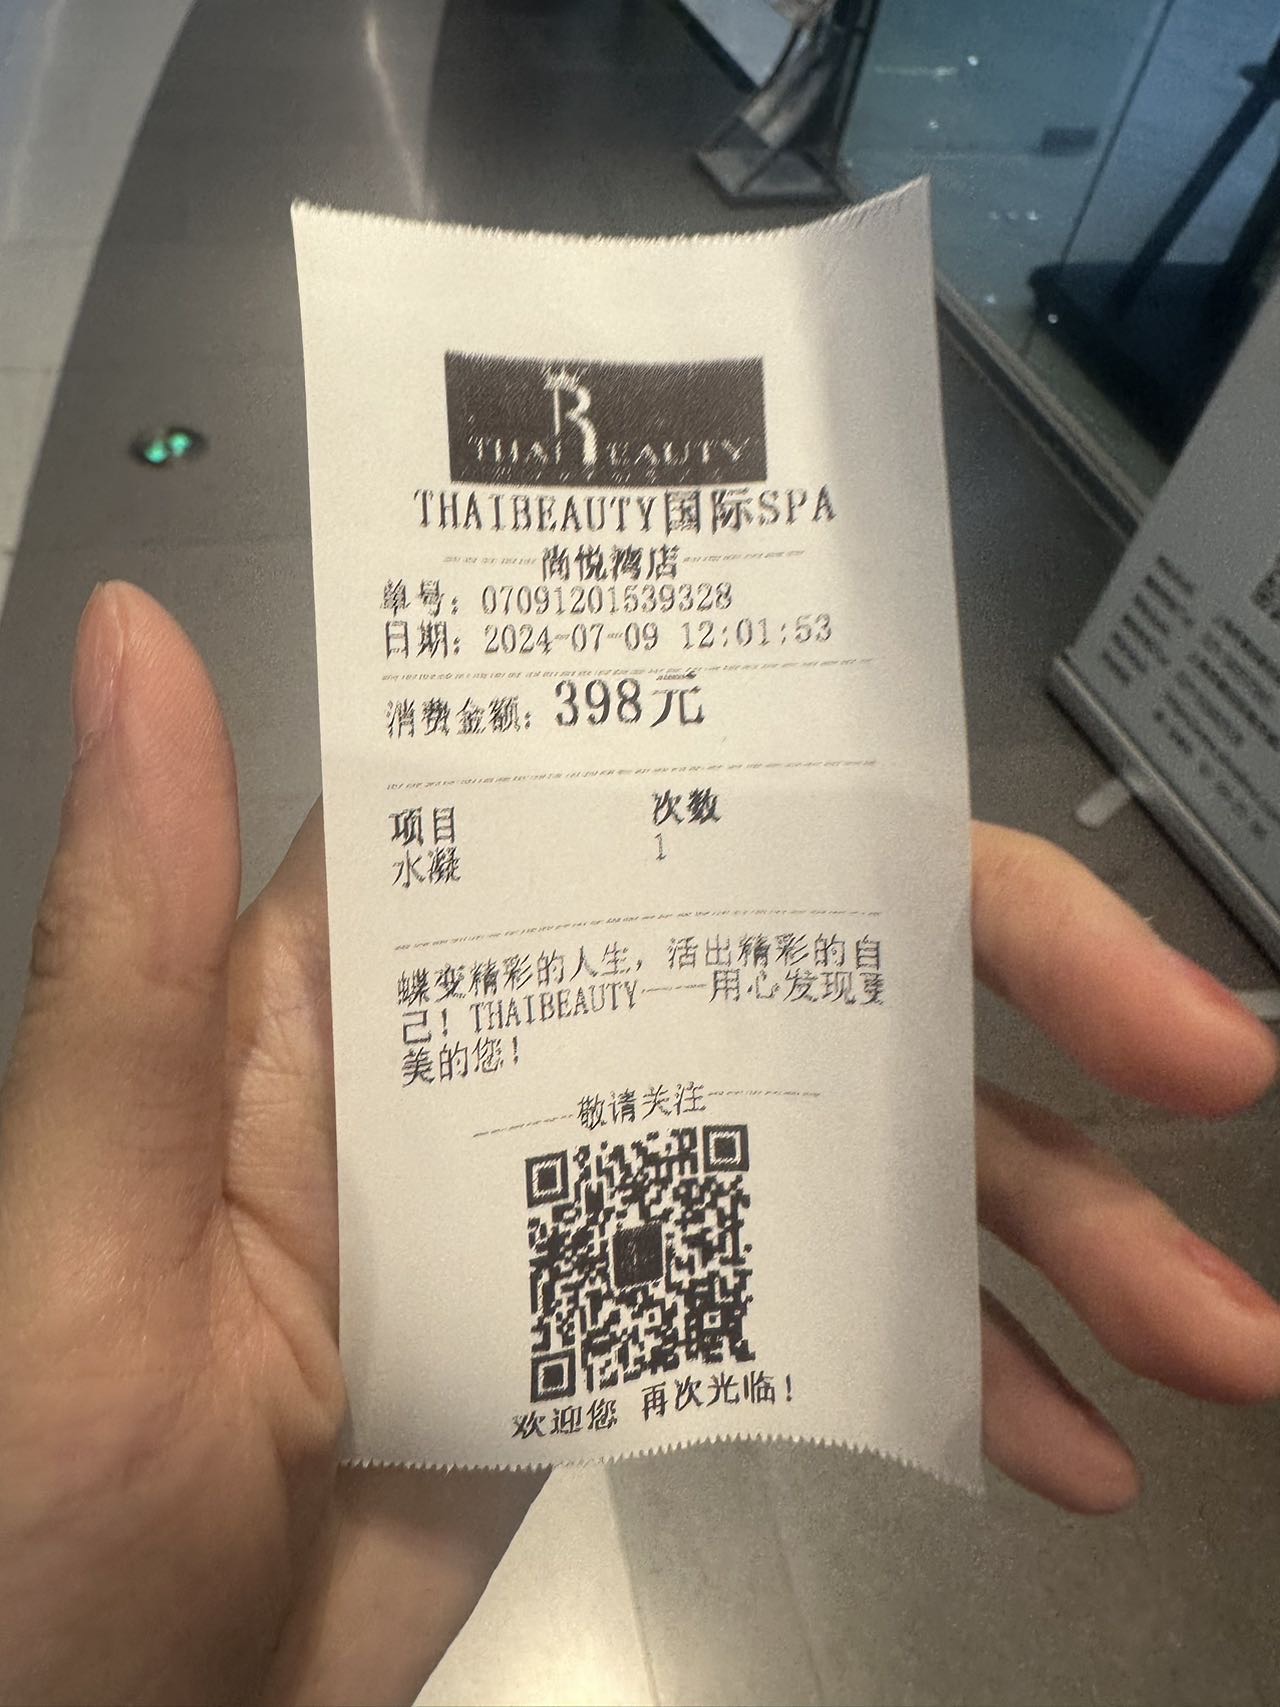 THAI BEAUTY
THAIBEAUTY国际SPA
尚悦湾店
单号：07091201539328
日期：2024-07-09 12:01:53
消费金额：398元
项目 次数
水凝 1
蝶变精彩的人生，活出精彩的自
己！THAIBEAUTY——用心发现更
美的您！
敬请关注
欢迎您 再次光临！